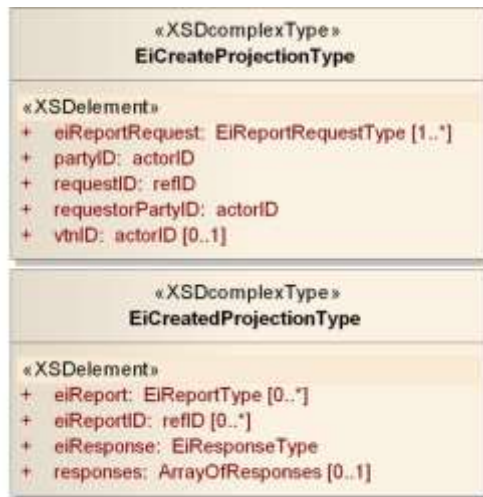 «XSDcomplexType»
EiCreateProjectionType
«XSDelement»
+ eiReportRequest: EiReportRequestType [1..*]
+ partyID: actorID
+ requestID: refID
+ requestorPartyID: actorID
+ vtnID: actorID [0..1]
«XSDcomplexType»
EiCreatedProjectionType
«XSDelement»
+ eiReport: EiReportType [0..*]
+ eiReportID: refID [0..*]
+ eiResponse: EiResponseType
+ responses: ArrayOfResponses [0..1]